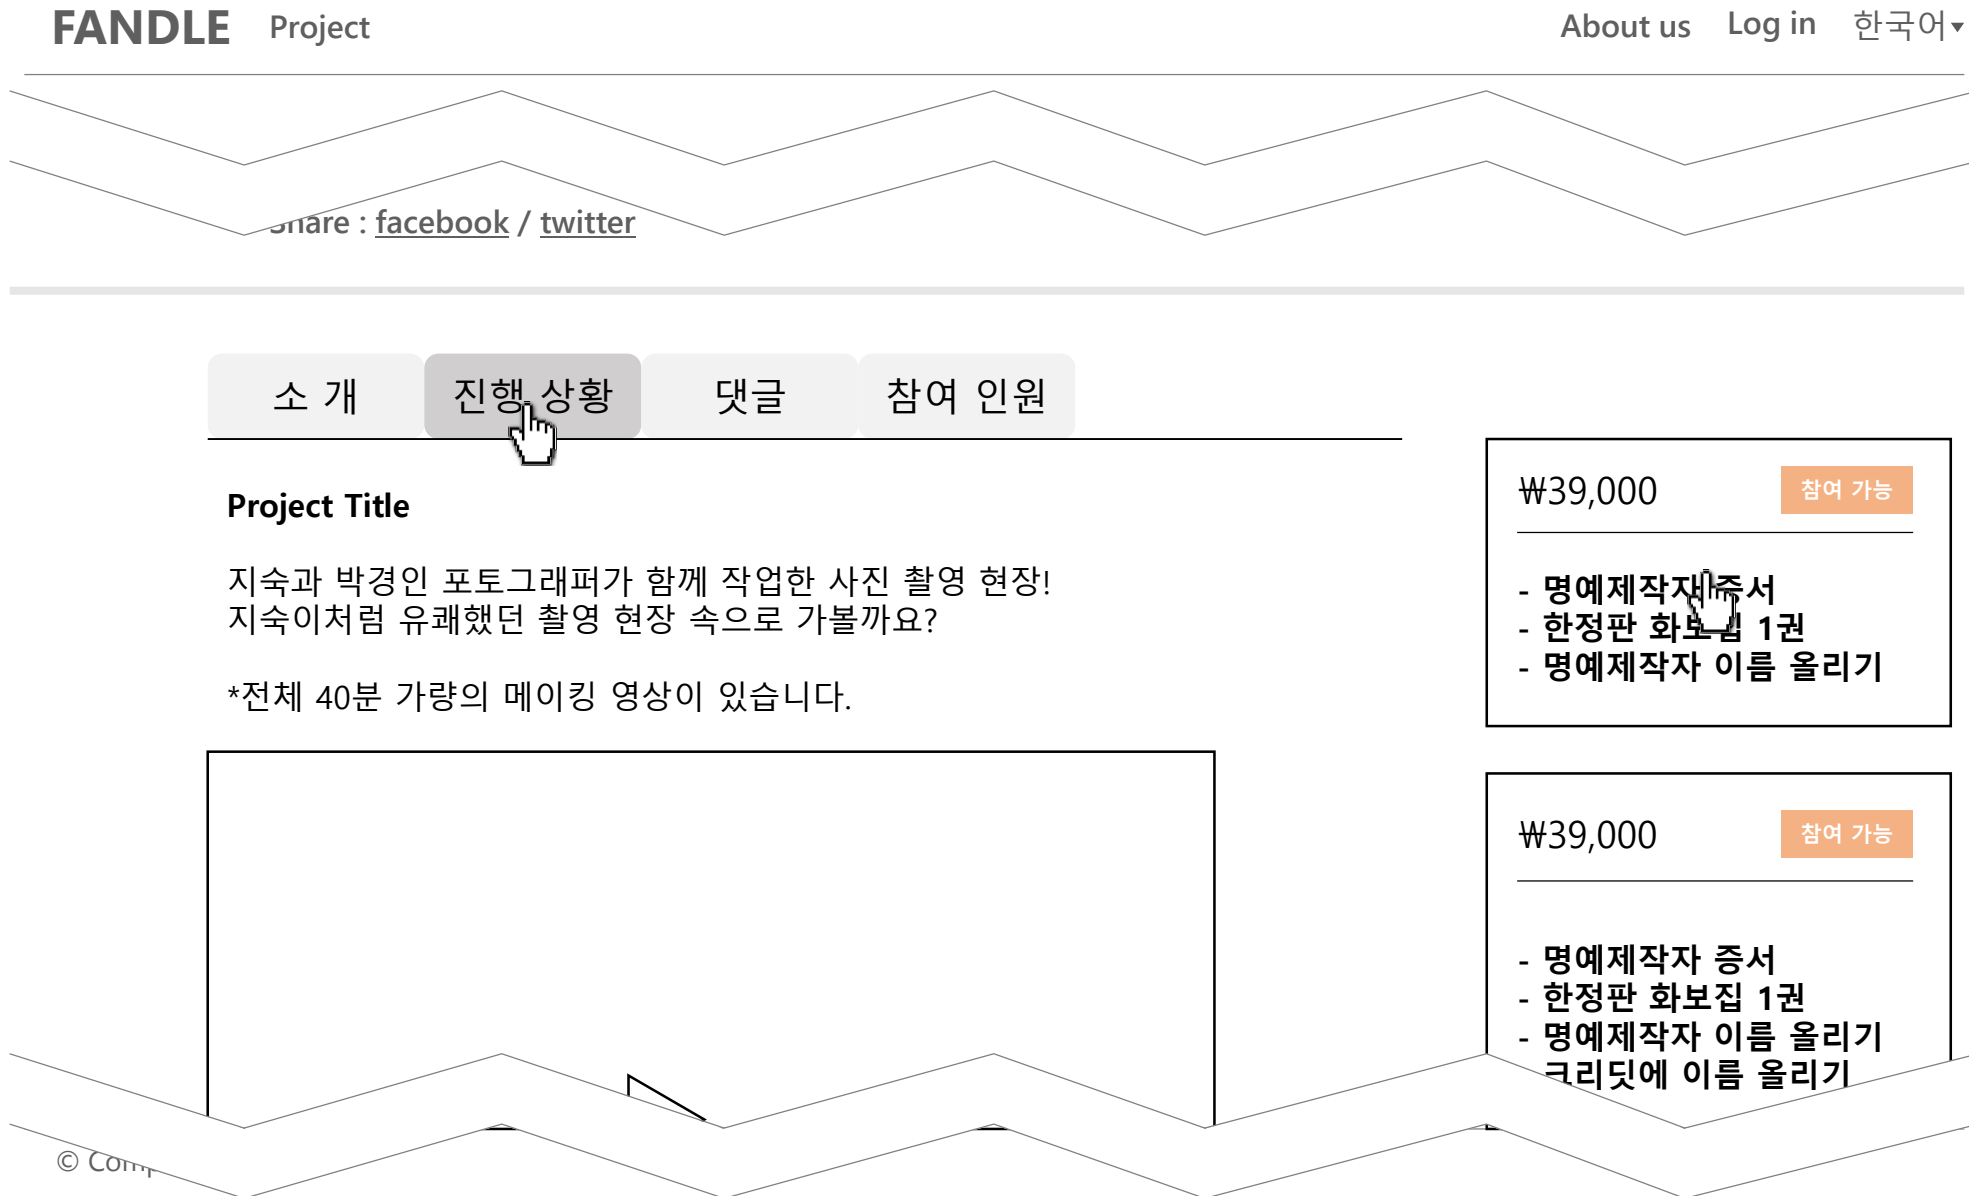 FANDLE Project About us Log in 한국어▾
Share : facebook / twitter
소 개 진행 상황 댓글 참여 인원
Project Title
지숙과 박경인 포토그래퍼가 함께 작업한 사진 촬영 현장!
지숙이처럼 유쾌했던 촬영 현장 속으로 가볼까요?
*전체 40분 가량의 메이킹 영상이 있습니다.
₩39,000 참여 가능
- 명예제작자 증서
- 한정판 화보집 1권
- 명예제작자 이름 올리기
₩39,000 참여 가능
- 명예제작자 증서
- 한정판 화보집 1권
- 명예제작자 이름 올리기
크리딧에 이름 올리기
©